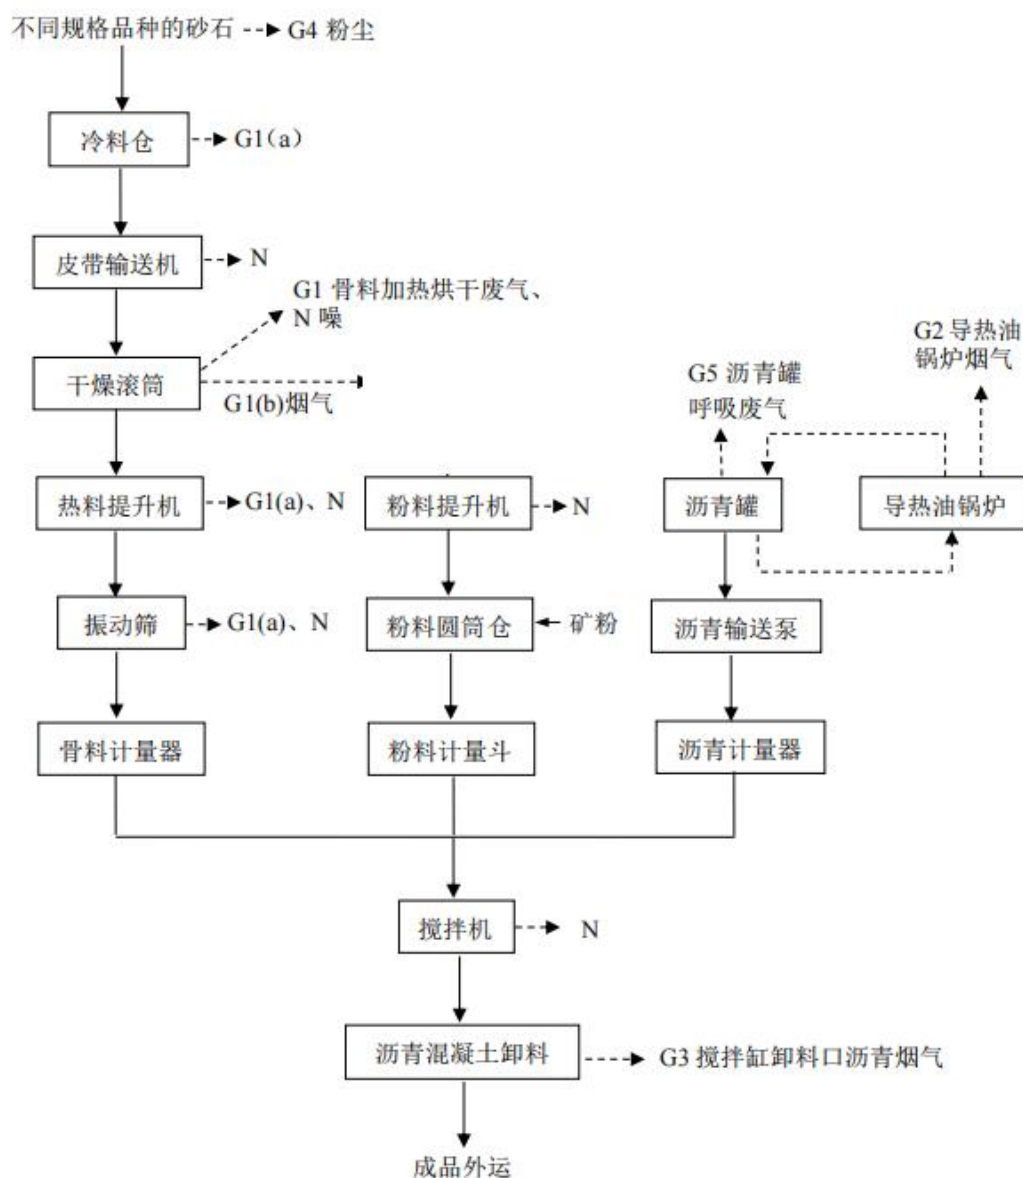 不同规格品种的砂石
G4 粉尘
冷料仓
G1（a）
皮带输送机
N
G1 骨料加热烘干废气、
N 噪
干燥滚筒
G1(b)烟气
G2 导热油
锅炉烟气
G5 沥青罐
呼吸废气
热料提升机
G1(a)、N
粉料提升机
N
沥青罐
导热油锅炉
振动筛
G1(a)、N
粉料圆筒仓
矿粉
沥青输送泵
骨料计量器
粉料计量斗
沥青计量器
搅拌机
N
沥青混凝土卸料
G3 搅拌缸卸料口沥青烟气
成品外运